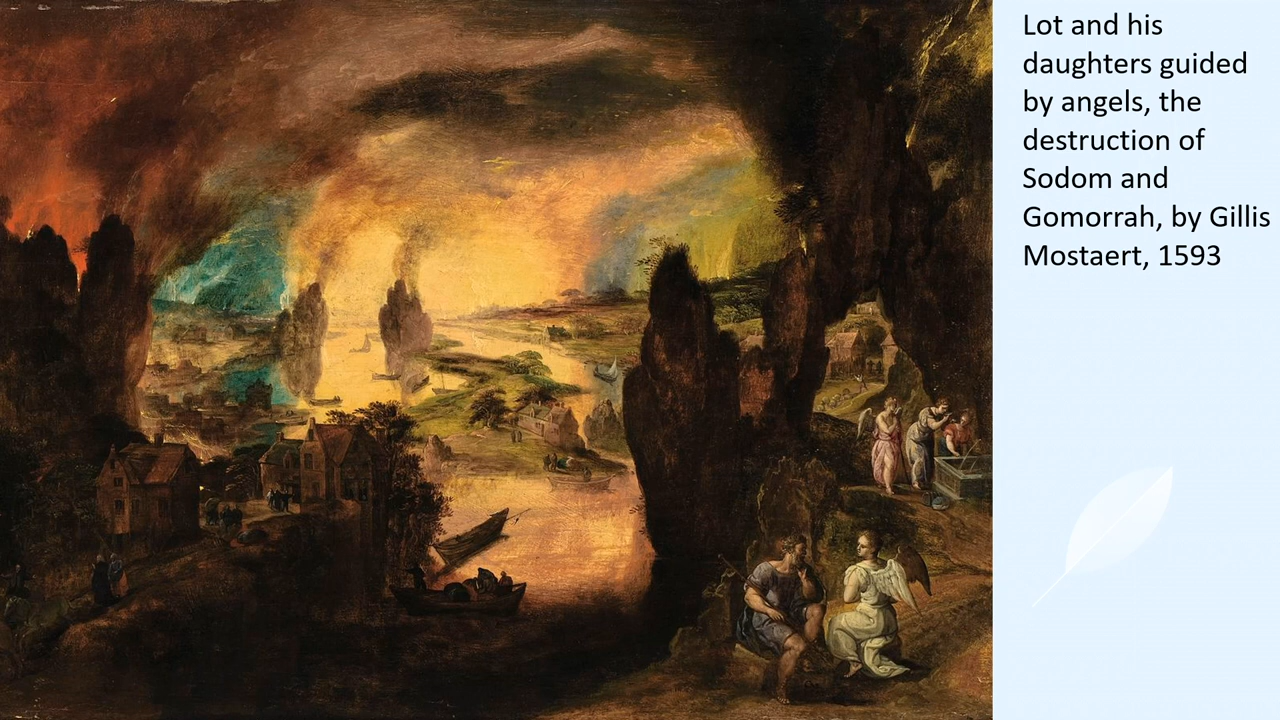 Lot and his
daughters guided
by angels, the
destruction of
Sodom and
Gomorrah, by Gillis
Mostaert, 1593